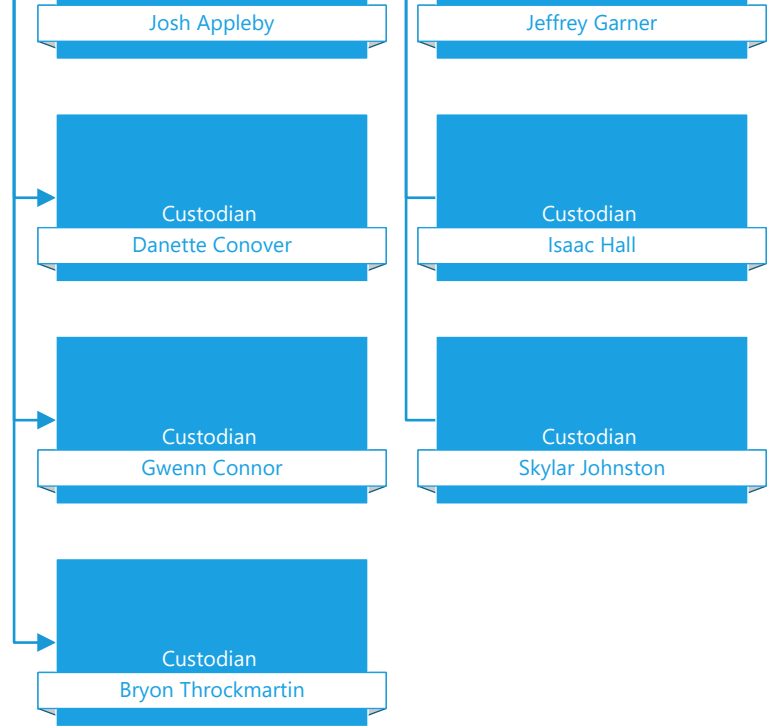 Josh Appleby
Jeffrey Garner
Custodian
Danette Conover
Custodian
Isaac Hall
Custodian
Gwenn Connor
Custodian
Skylar Johnston
Custodian
Bryon Throckmartin